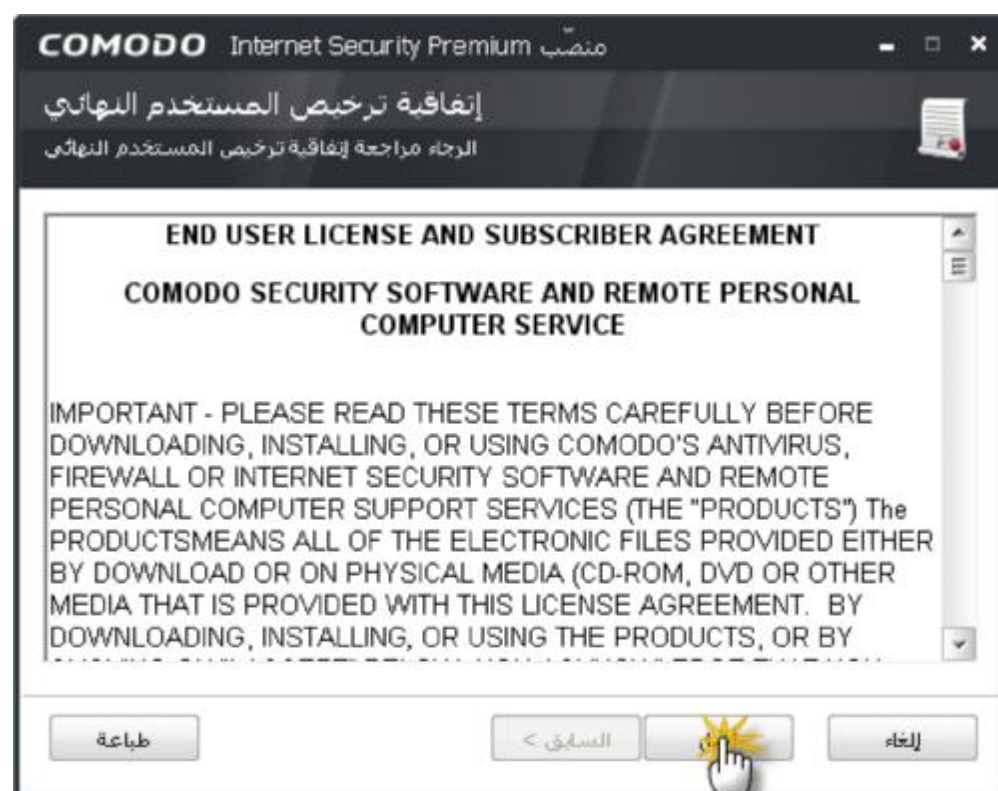 COMODO Internet Security Premium منصّب
إتفاقية ترخيص المستخدم النهائي
الرجاء مراجعة إتفاقية ترخيص المستخدم النهائى
END USER LICENSE AND SUBSCRIBER AGREEMENT
COMODO SECURITY SOFTWARE AND REMOTE PERSONAL
COMPUTER SERVICE
IMPORTANT - PLEASE READ THESE TERMS CAREFULLY BEFORE
DOWNLOADING, INSTALLING, OR USING COMODO'S ANTIVIRUS,
FIREWALL OR INTERNET SECURITY SOFTWARE AND REMOTE
PERSONAL COMPUTER SUPPORT SERVICES (THE "PRODUCTS") The
PRODUCTSMEANS ALL OF THE ELECTRONIC FILES PROVIDED EITHER
BY DOWNLOAD OR ON PHYSICAL MEDIA (CD-ROM, DVD OR OTHER
MEDIA THAT IS PROVIDED WITH THIS LICENSE AGREEMENT. BY
DOWNLOADING, INSTALLING, OR USING THE PRODUCTS, OR BY
طباعة
السابق >
إلغاء